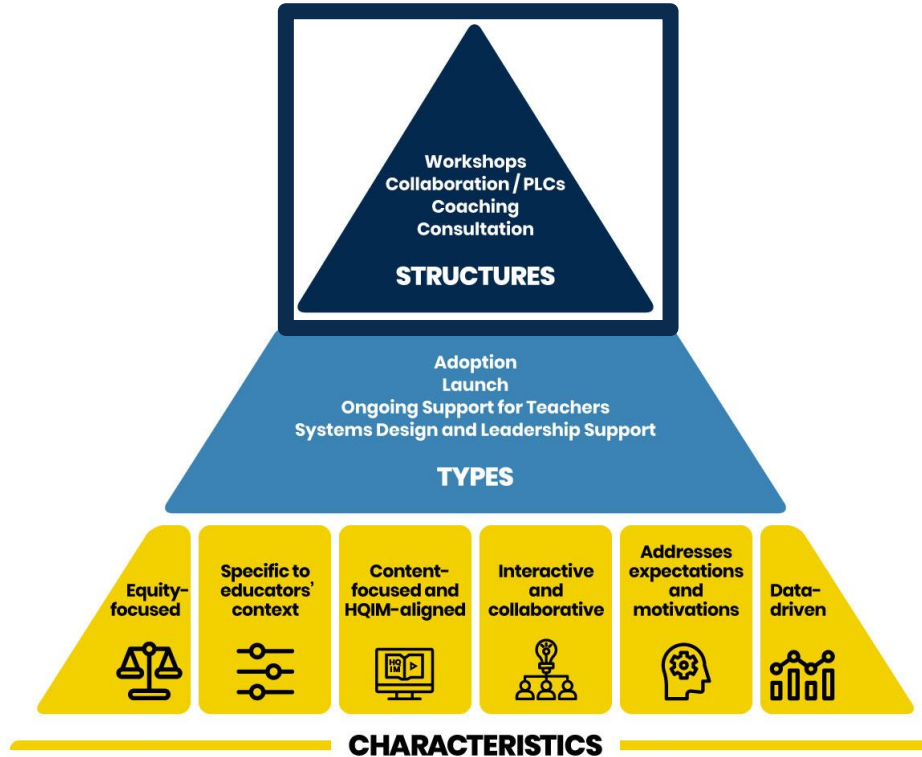 Workshops
Collaboration / PLCs
Coaching
Consultation
STRUCTURES
Adoption
Launch
Ongoing Support for Teachers
Systems Design and Leadership Support
TYPES
Equity-
focused
Specific to
educators'
context
Content-
focused and
HQIM-aligned
HQ
IM
Interactive
and
collaborative
Addresses
expectations
and
motivations
Data-
driven
CHARACTERISTICS